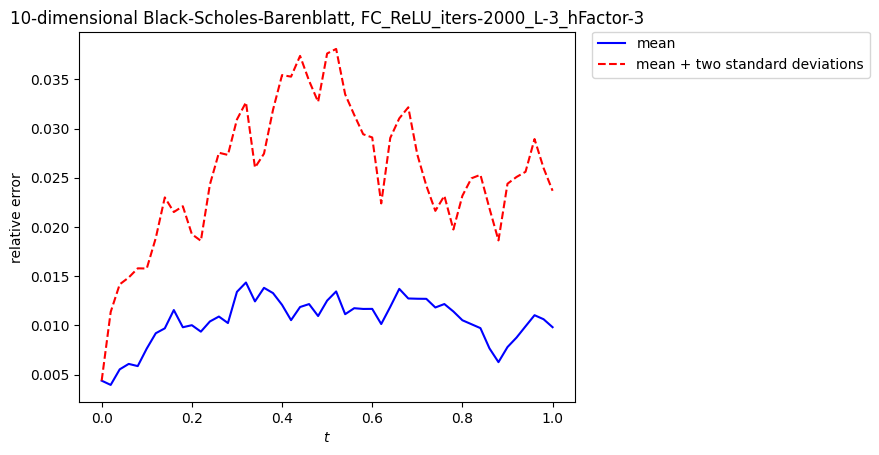 10-dimensional Black-Scholes-Barenblatt, FC_ReLU_iters-2000_L-3_hFactor-3
mean
mean + two standard deviations
relative error
0.035
0.030
0.025
0.020
0.015
0.010
0.005
0.0 0.2 0.4 0.6 0.8 1.0
t